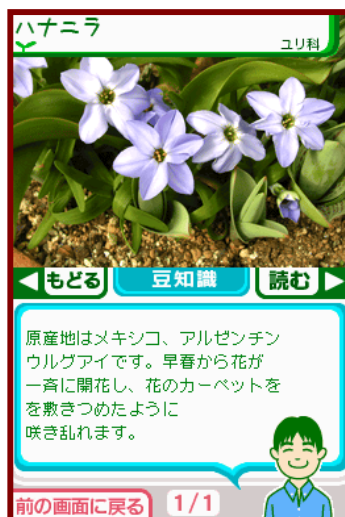 ハナニラ
ユリ科
もどる
豆知識
読む
原産地はメキシコ、アルゼンチン
ウルグアイです。早春から花が
一斉に開花し、花のカーペットを
を敷きつめたように
咲き乱れます。
前の画面に戻る
1/1